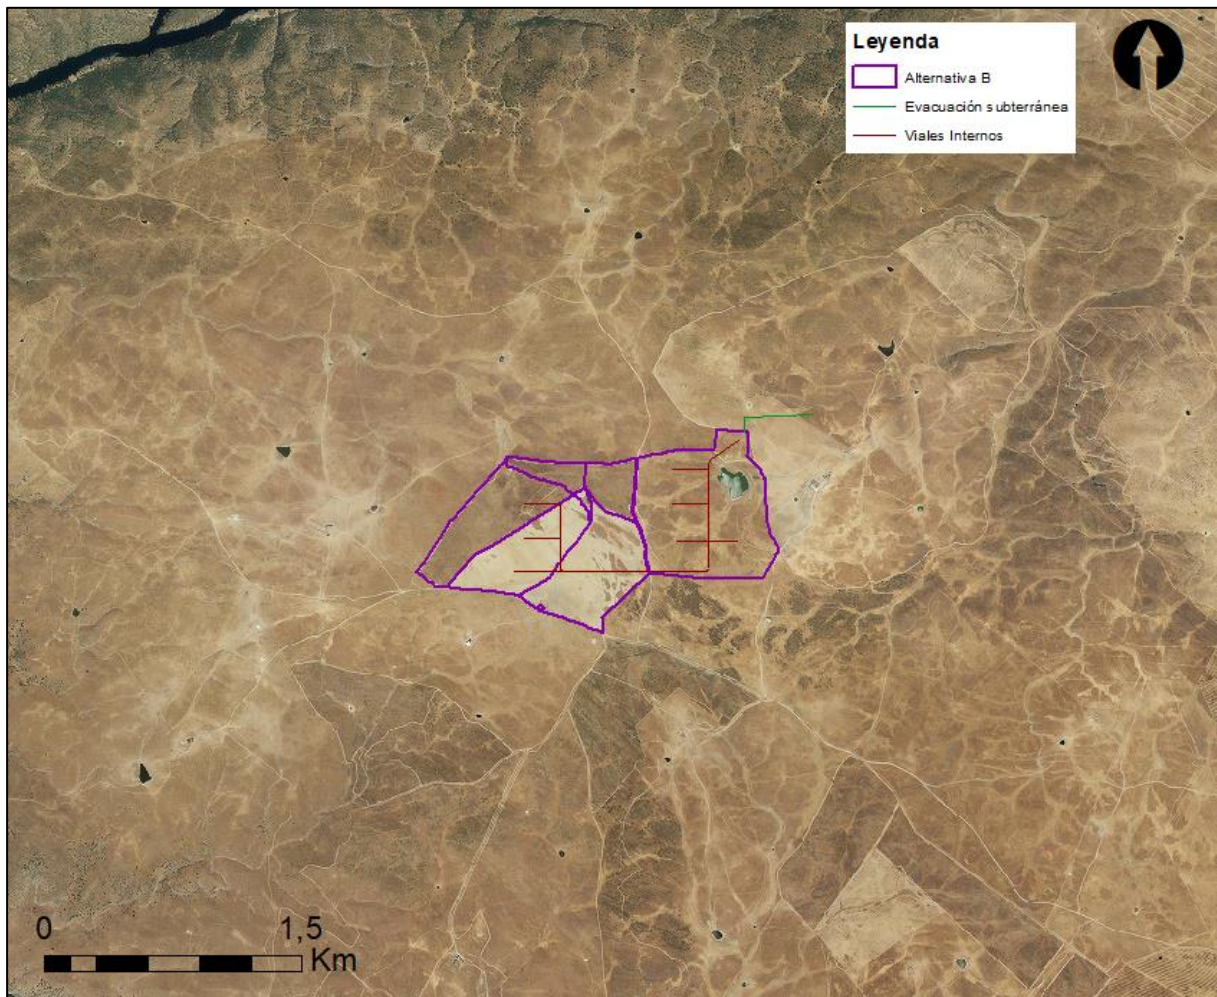 Leyenda
Alternativa B
Evacuación subterránea
Viales Internos
0 1,5
Km